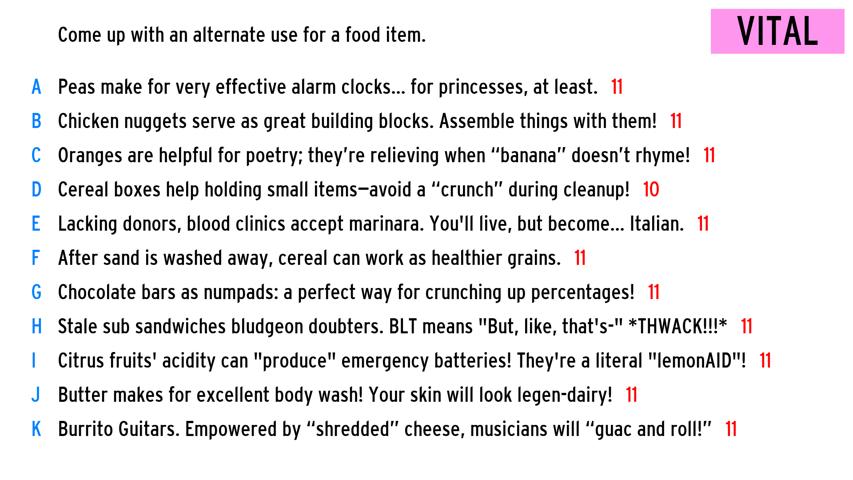 Come up with an alternate use for a food item.
VITAL
A Peas make for very effective alarm clocks... for princesses, at least. 11
B Chicken nuggets serve as great building blocks. Assemble things with them! 11
C Oranges are helpful for poetry; they’re relieving when “banana” doesn’t rhyme! 11
D Cereal boxes help holding small items—avoid a “crunch” during cleanup! 10
E Lacking donors, blood clinics accept marinara. You'll live, but become... Italian. 11
F After sand is washed away, cereal can work as healthier grains. 11
G Chocolate bars as numpads: a perfect way for crunching up percentages! 11
H Stale sub sandwiches bludgeon doubters. BLT means "But, like, that's-" *THWACK!!!* 11
I Citrus fruits' acidity can "produce" emergency batteries! They're a literal "lemonAID"! 11
J Butter makes for excellent body wash! Your skin will look legen-dairy! 11
K Burrito Guitars. Empowered by “shredded” cheese, musicians will “guac and roll!” 11